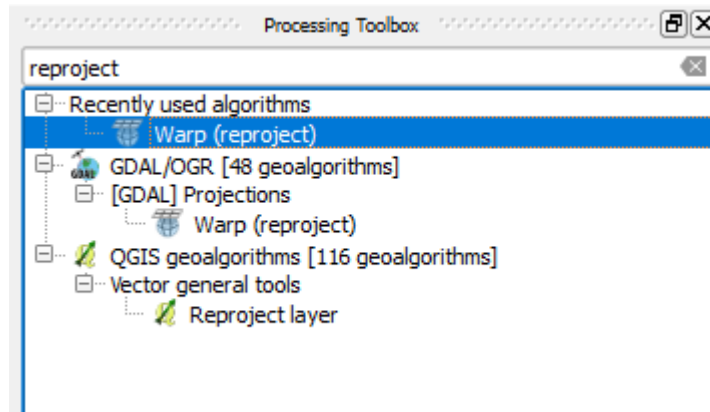 Processing Toolbox
reproject
Recently used algorithms
Warp (reproject)
GDAL/OGR [48 geoalgorithms]
[GDAL] Projections
Warp (reproject)
QGIS geoalgorithms [116 geoalgorithms]
Vector general tools
Reproject layer